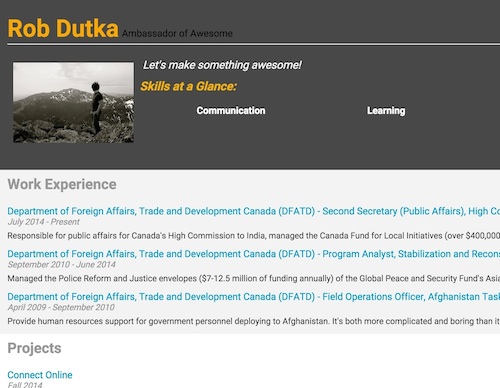 Rob Dutka Ambassador of Awesome
Let's make something awesome!
Skills at a Glance:
Communication Learning
Work Experience
Department of Foreign Affairs, Trade and Development Canada (DFATD) - Second Secretary (Public Affairs), High
July 2014 - Present
Responsible for public affairs for Canada's High Commission to India, managed the Canada Fund for Local Initiatives (over $400,000
Department of Foreign Affairs, Trade and Development Canada (DFATD) - Program Analyst, Stabilization and
September 2010 - June 2014
Managed the Police Reform and Justice envelopes ($7-12.5 million of funding annually) of the Global Peace and Security Fund's
April 2009 - September 2010
Department of Foreign Affairs, Trade and Development Canada (DFATD) - Field Operations Officer, Afghanistan
Provide human resources support for government personnel deploying to Afghanistan. It's both more complicated and boring than it
Projects
Connect Online
Fall 2014